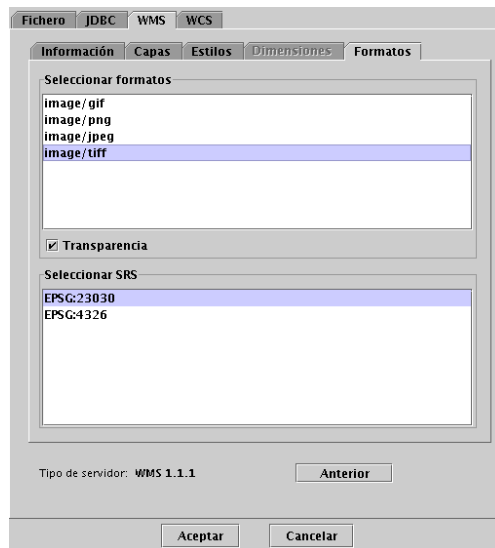 Fichero JDBC WMS WCS
Información Capas Estilos Dimensiones Formatos
Seleccionar formatos
image/gif
image/png
image/jpeg
image/tiff
Transparencia
Seleccionar SRS
EPSG:23030
EPSG:4326
Tipo de servidor: WMS 1.1.1 Anterior
Aceptar Cancelar